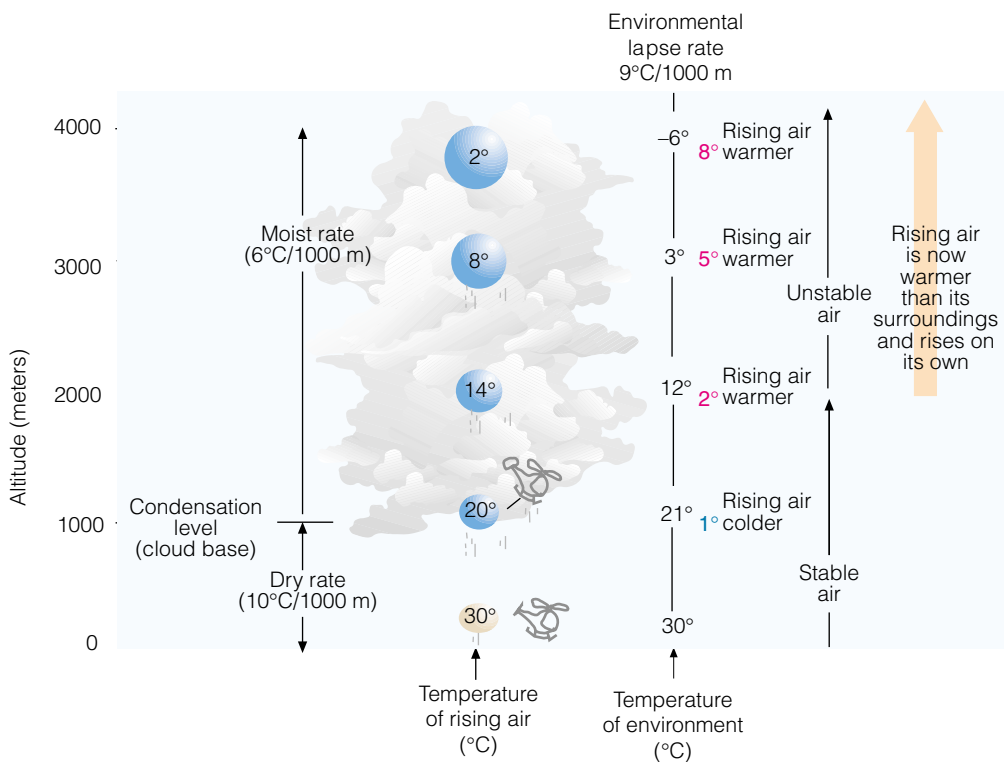 Environmental
lapse rate
9°C/1000 m
4000
2°
–6°
8°
Rising air
warmer
Moist rate
(6°C/1000 m)
3000
8°
3°
5°
Rising air
warmer
Unstable
air
Rising air
is now
warmer
than its
surroundings
and rises on
its own
Altitude (meters)
2000
14°
12°
2°
Rising air
warmer
Condensation
level
(cloud base)
1000
20°
21°
1°
Rising air
colder
Dry rate
(10°C/1000 m)
Stable
air
30°
30°
0
Temperature
of rising air
(°C)
Temperature
of environment
(°C)